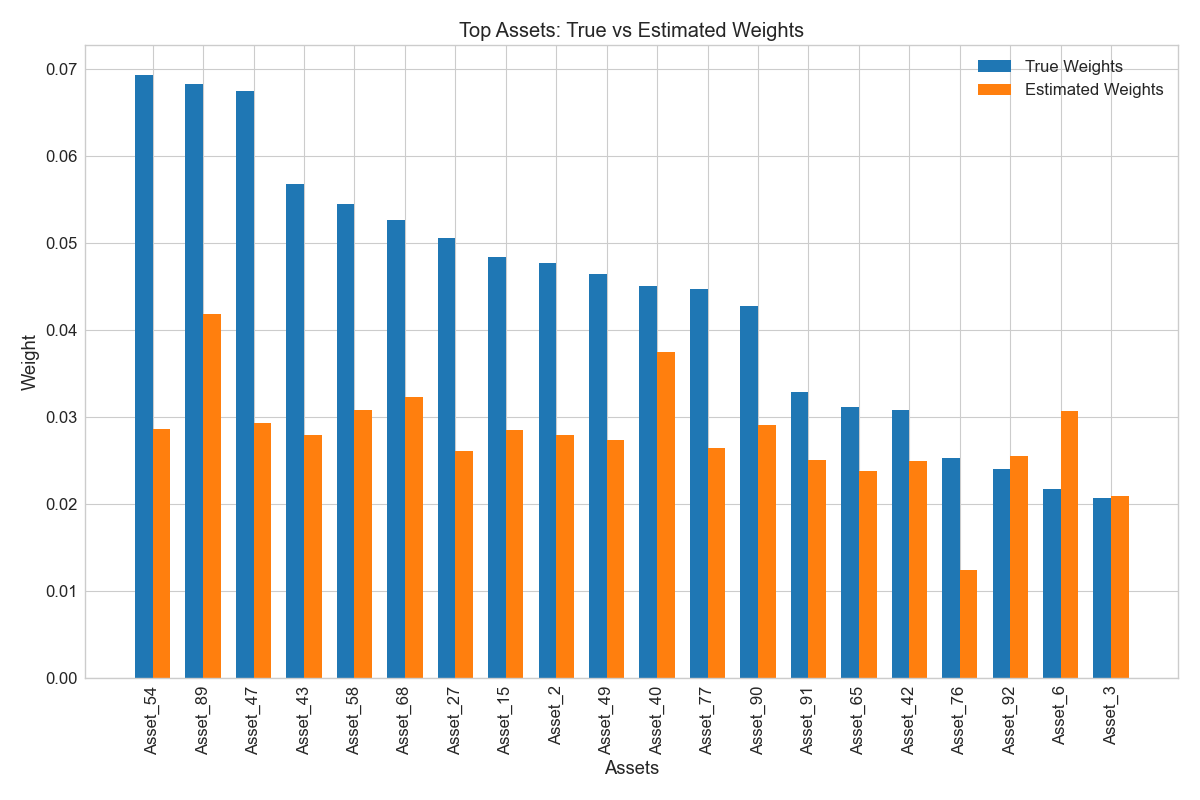 Top Assets: True vs Estimated Weights
True Weights
Estimated Weights
0.07
0.06
0.05
0.04
0.03
0.02
0.01
0.00
Weight
Asset_54
Asset_89
Asset_47
Asset_43
Asset_58
Asset_68
Asset_27
Asset_15
Asset_2
Asset_49
Asset_40
Asset_77
Asset_90
Asset_91
Asset_65
Asset_42
Asset_76
Asset_92
Asset_6
Asset_3
Assets